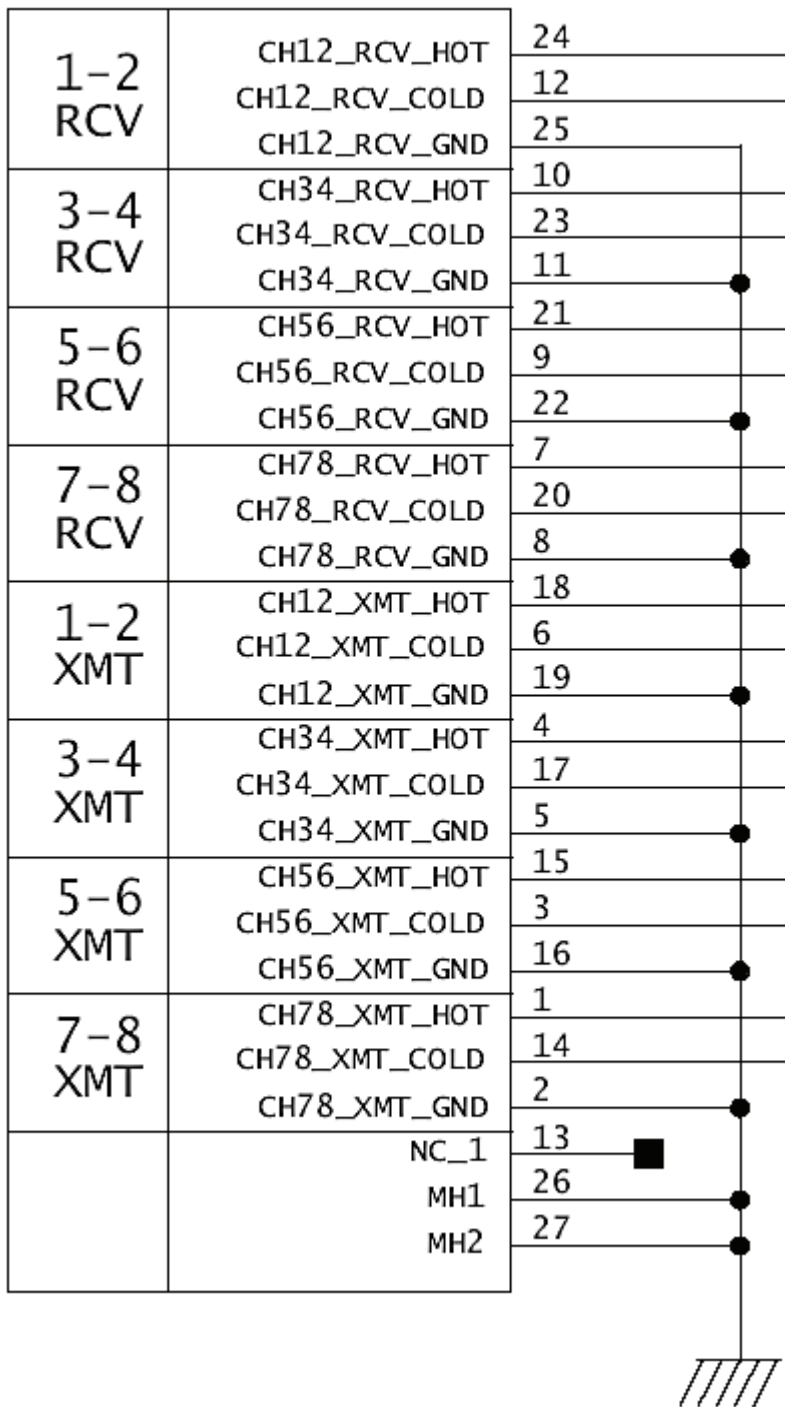 1-2
RCV
CH12_RCV_HOT 24
CH12_RCV_COLD 12
CH12_RCV_GND 25
3-4
RCV
CH34_RCV_HOT 10
CH34_RCV_COLD 23
CH34_RCV_GND 11
5-6
RCV
CH56_RCV_HOT 21
CH56_RCV_COLD 9
CH56_RCV_GND 22
7-8
RCV
CH78_RCV_HOT 7
CH78_RCV_COLD 20
CH78_RCV_GND 8
1-2
XMT
CH12_XMT_HOT 18
CH12_XMT_COLD 6
CH12_XMT_GND 19
3-4
XMT
CH34_XMT_HOT 4
CH34_XMT_COLD 17
CH34_XMT_GND 5
5-6
XMT
CH56_XMT_HOT 15
CH56_XMT_COLD 3
CH56_XMT_GND 16
7-8
XMT
CH78_XMT_HOT 1
CH78_XMT_COLD 14
CH78_XMT_GND 2
NC_1 13
MH1 26
MH2 27